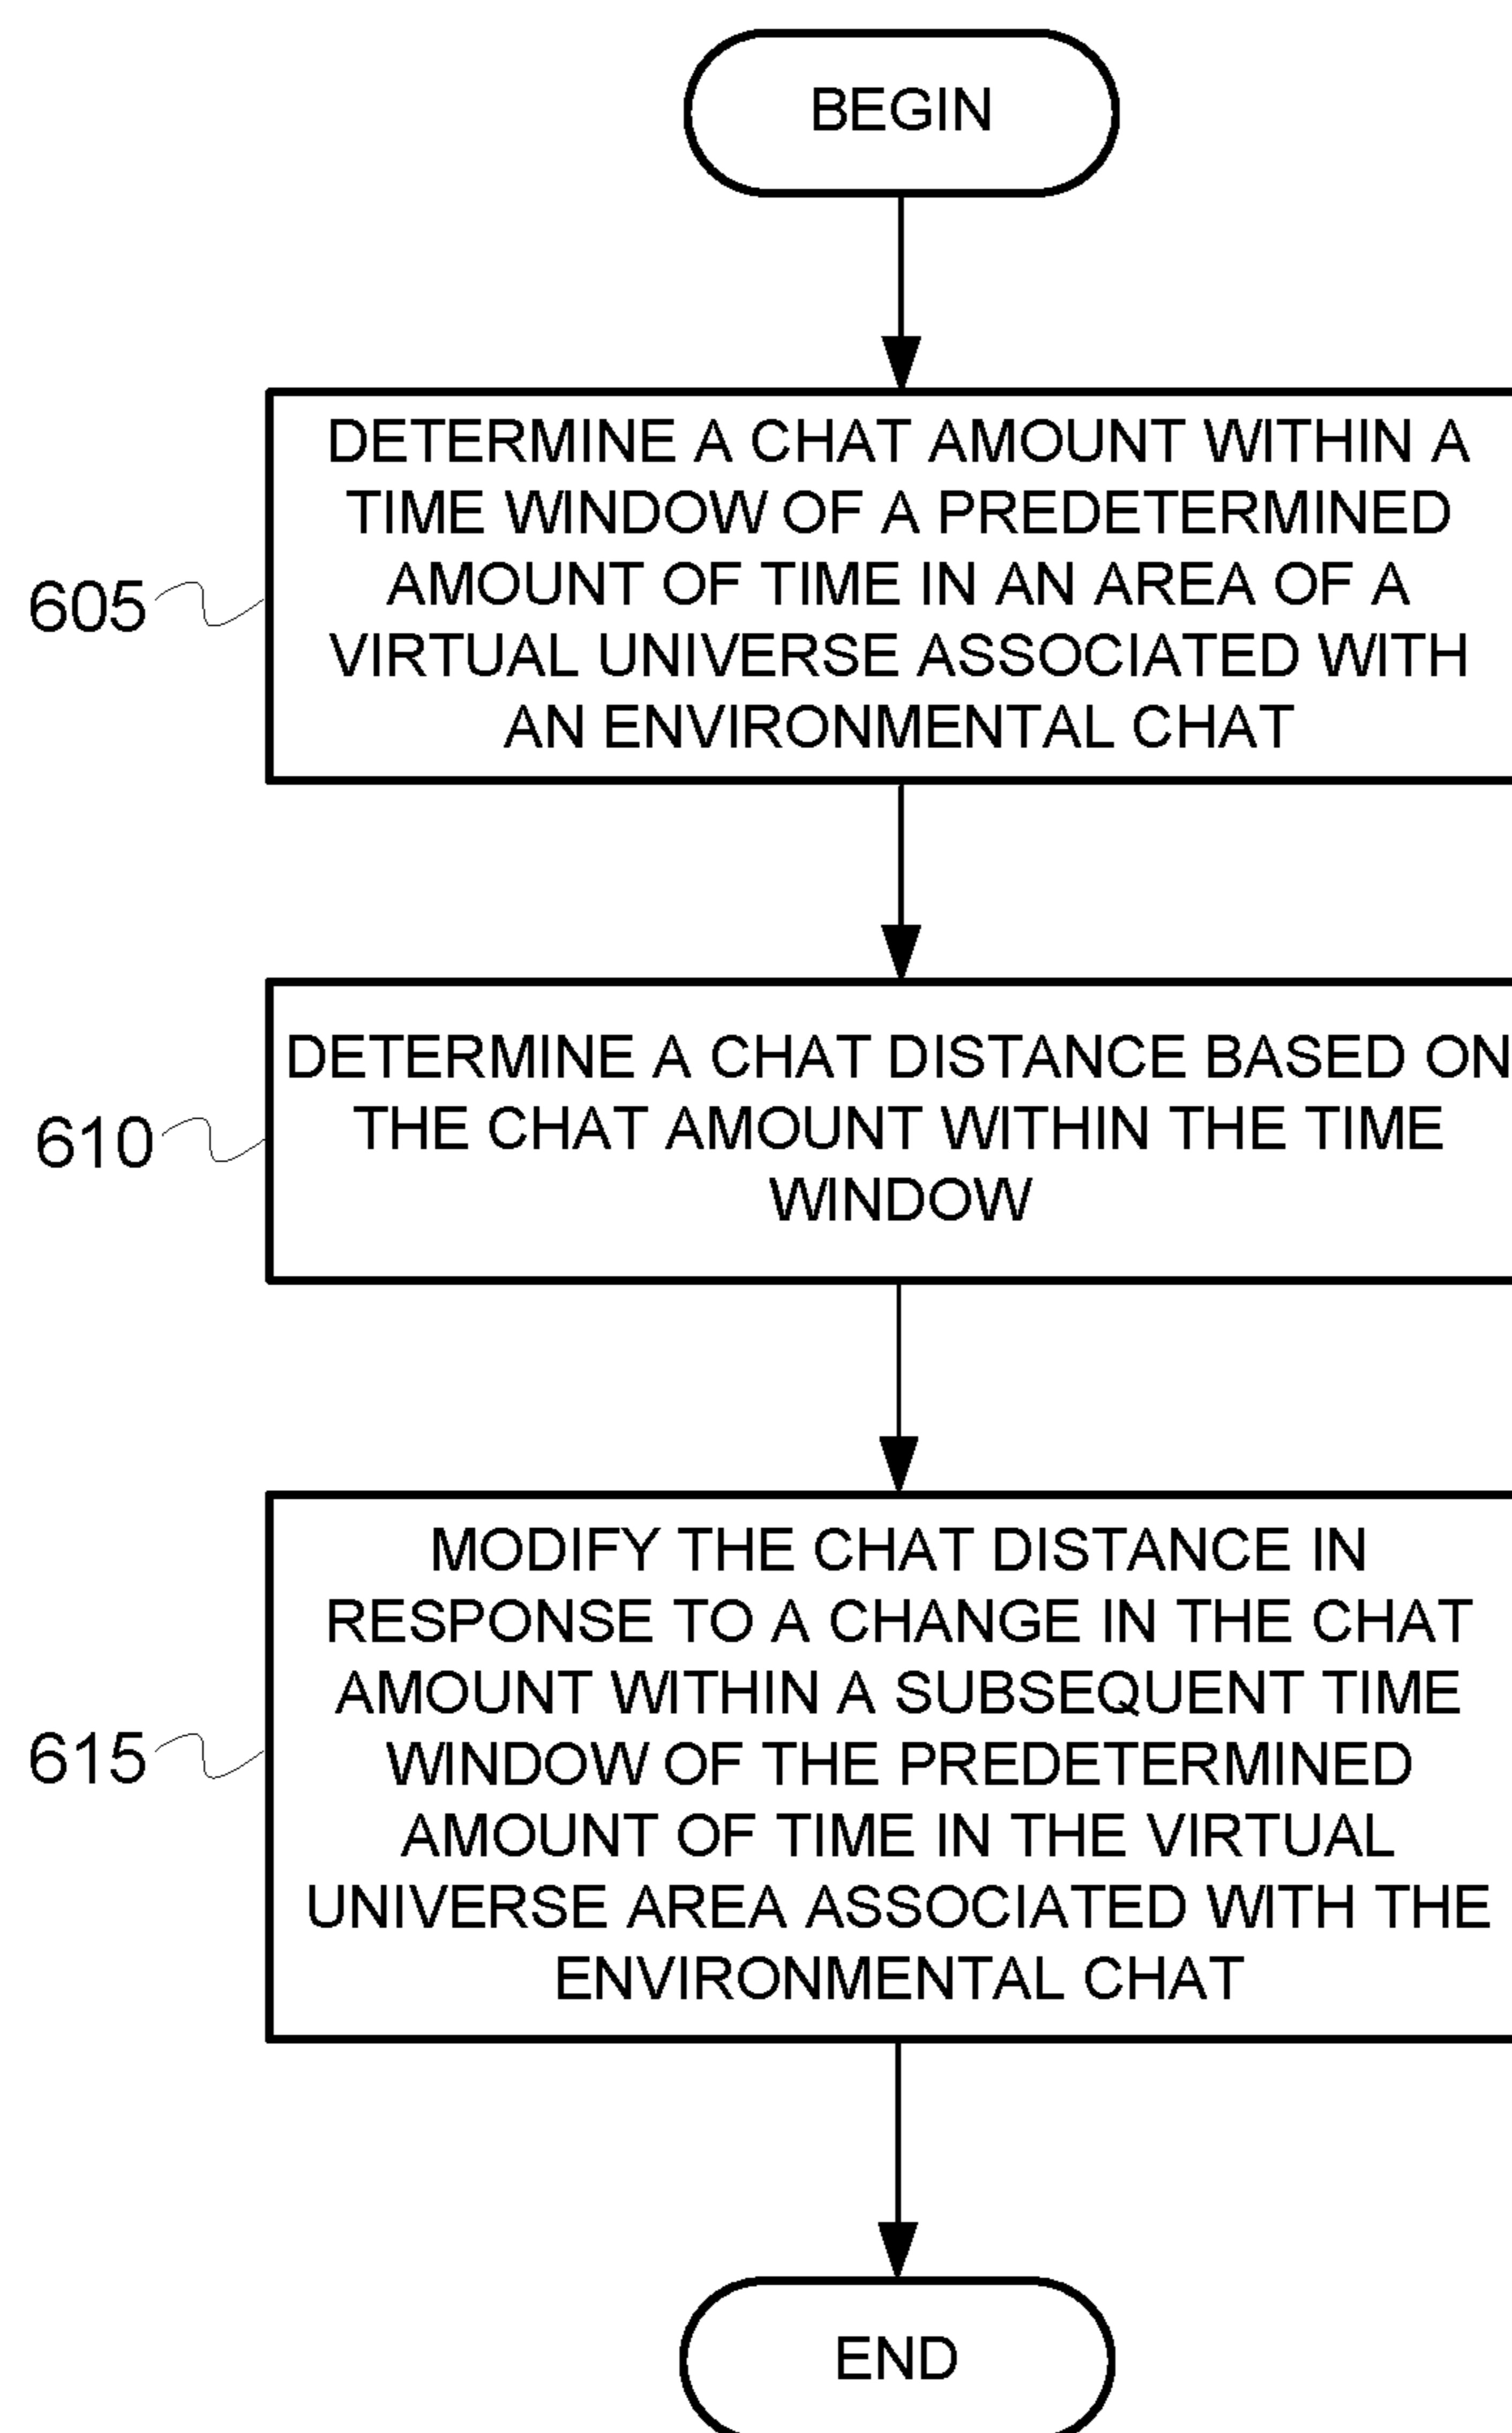 BEGIN
DETERMINE A CHAT AMOUNT WITHIN A
TIME WINDOW OF A PREDETERMINED
AMOUNT OF TIME IN AN AREA OF A
VIRTUAL UNIVERSE ASSOCIATED WITH
AN ENVIRONMENTAL CHAT
605
DETERMINE A CHAT DISTANCE BASED ON
THE CHAT AMOUNT WITHIN THE TIME
WINDOW
610
MODIFY THE CHAT DISTANCE IN
RESPONSE TO A CHANGE IN THE CHAT
AMOUNT WITHIN A SUBSEQUENT TIME
WINDOW OF THE PREDETERMINED
AMOUNT OF TIME IN THE VIRTUAL
UNIVERSE AREA ASSOCIATED WITH THE
ENVIRONMENTAL CHAT
615
END